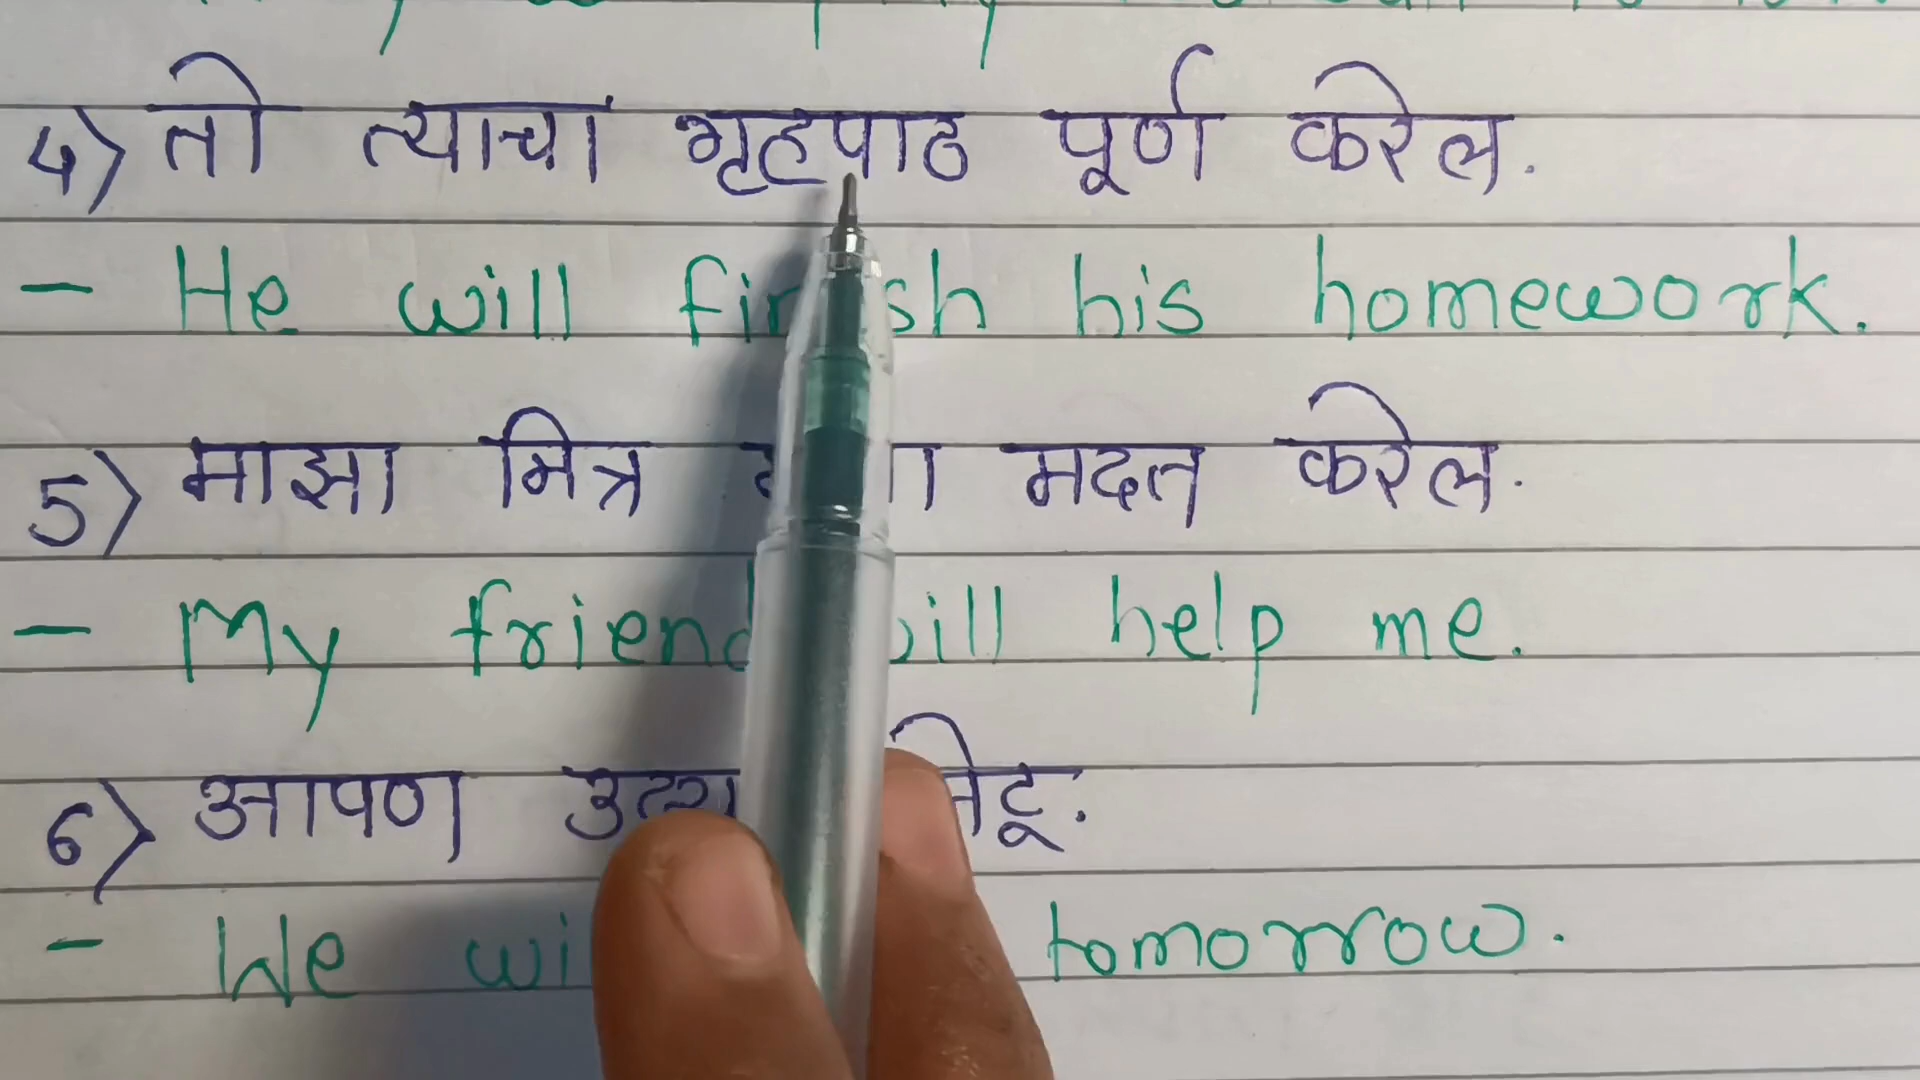 4) तो त्याचा गृहपाठ पूर्ण करेल.
- He will finish his homework.
5) माझा मित्र मदत करेल.
- My friend will help me.
6) आपण
- We tomorrow.